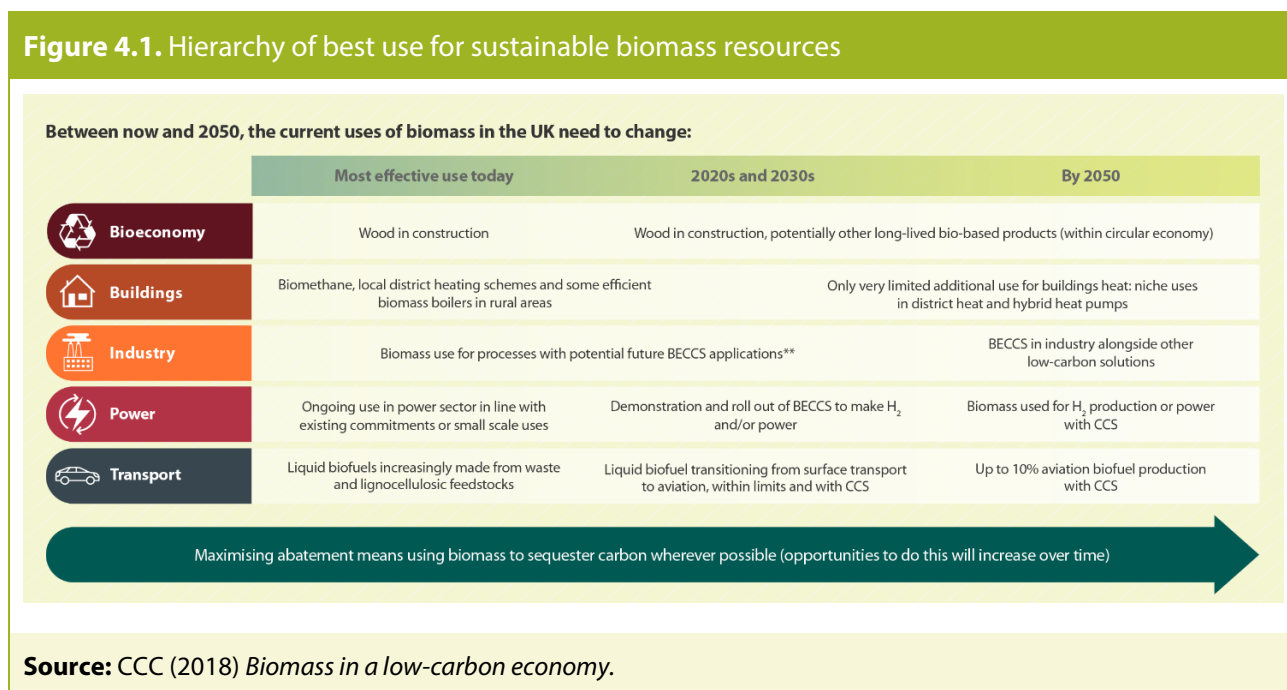 Figure 4.1. Hierarchy of best use for sustainable biomass resources
Between now and 2050, the current uses of biomass in the UK need to change:
Most effective use today
2020s and 2030s
By 2050
Bioeconomy
Wood in construction
Wood in construction, potentially other long-lived bio-based products (within circular economy)
Buildings
Biomethane, local district heating schemes and some efficient
biomass boilers in rural areas
Only very limited additional use for buildings heat: niche uses
in district heat and hybrid heat pumps
Industry
Biomass use for processes with potential future BECCS applications**
BECCS in industry alongside other
low-carbon solutions
Power
Ongoing use in power sector in line with
existing commitments or small scale uses
Demonstration and roll out of BECCS to make H₂
and/or power
Biomass used for H₂ production or power
with CCS
Transport
Liquid biofuels increasingly made from waste
and lignocellulosic feedstocks
Liquid biofuel transitioning from surface transport
to aviation, within limits and with CCS
Up to 10% aviation biofuel production
with CCS
Maximising abatement means using biomass to sequester carbon wherever possible (opportunities to do this will increase over time)
Source: CCC (2018) Biomass in a low-carbon economy.